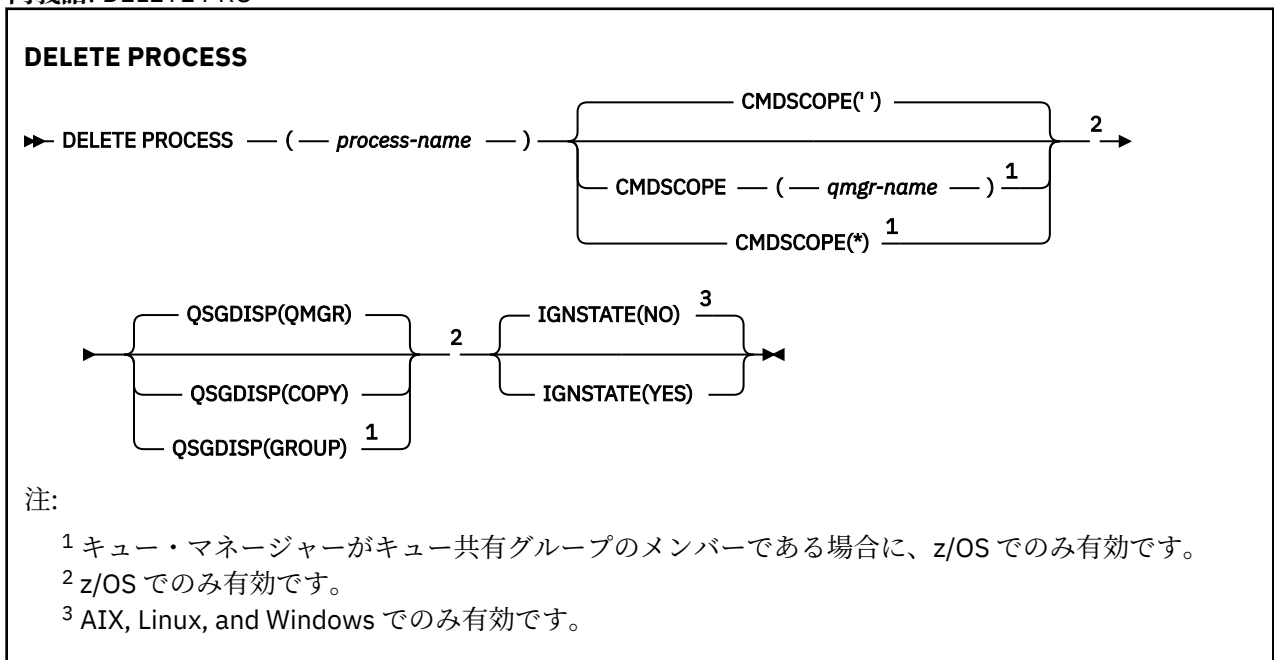 DELETE PROCESS
CMDSCOPE(' ')
DELETE PROCESS ( process-name ) 2
CMDSCOPE ( qmgr-name ) 1
CMDSCOPE(*) 1
QSGDISP(QMGR) 2 IGNSTATE(NO) 3
QSGDISP(COPY) IGNSTATE(YES)
QSGDISP(GROUP) 1
注:
1 キュー・マネージャーがキュー共有グループのメンバーである場合に、z/OS でのみ有効です。
2 z/OS でのみ有効です。
3 AIX, Linux, and Windows でのみ有効です。